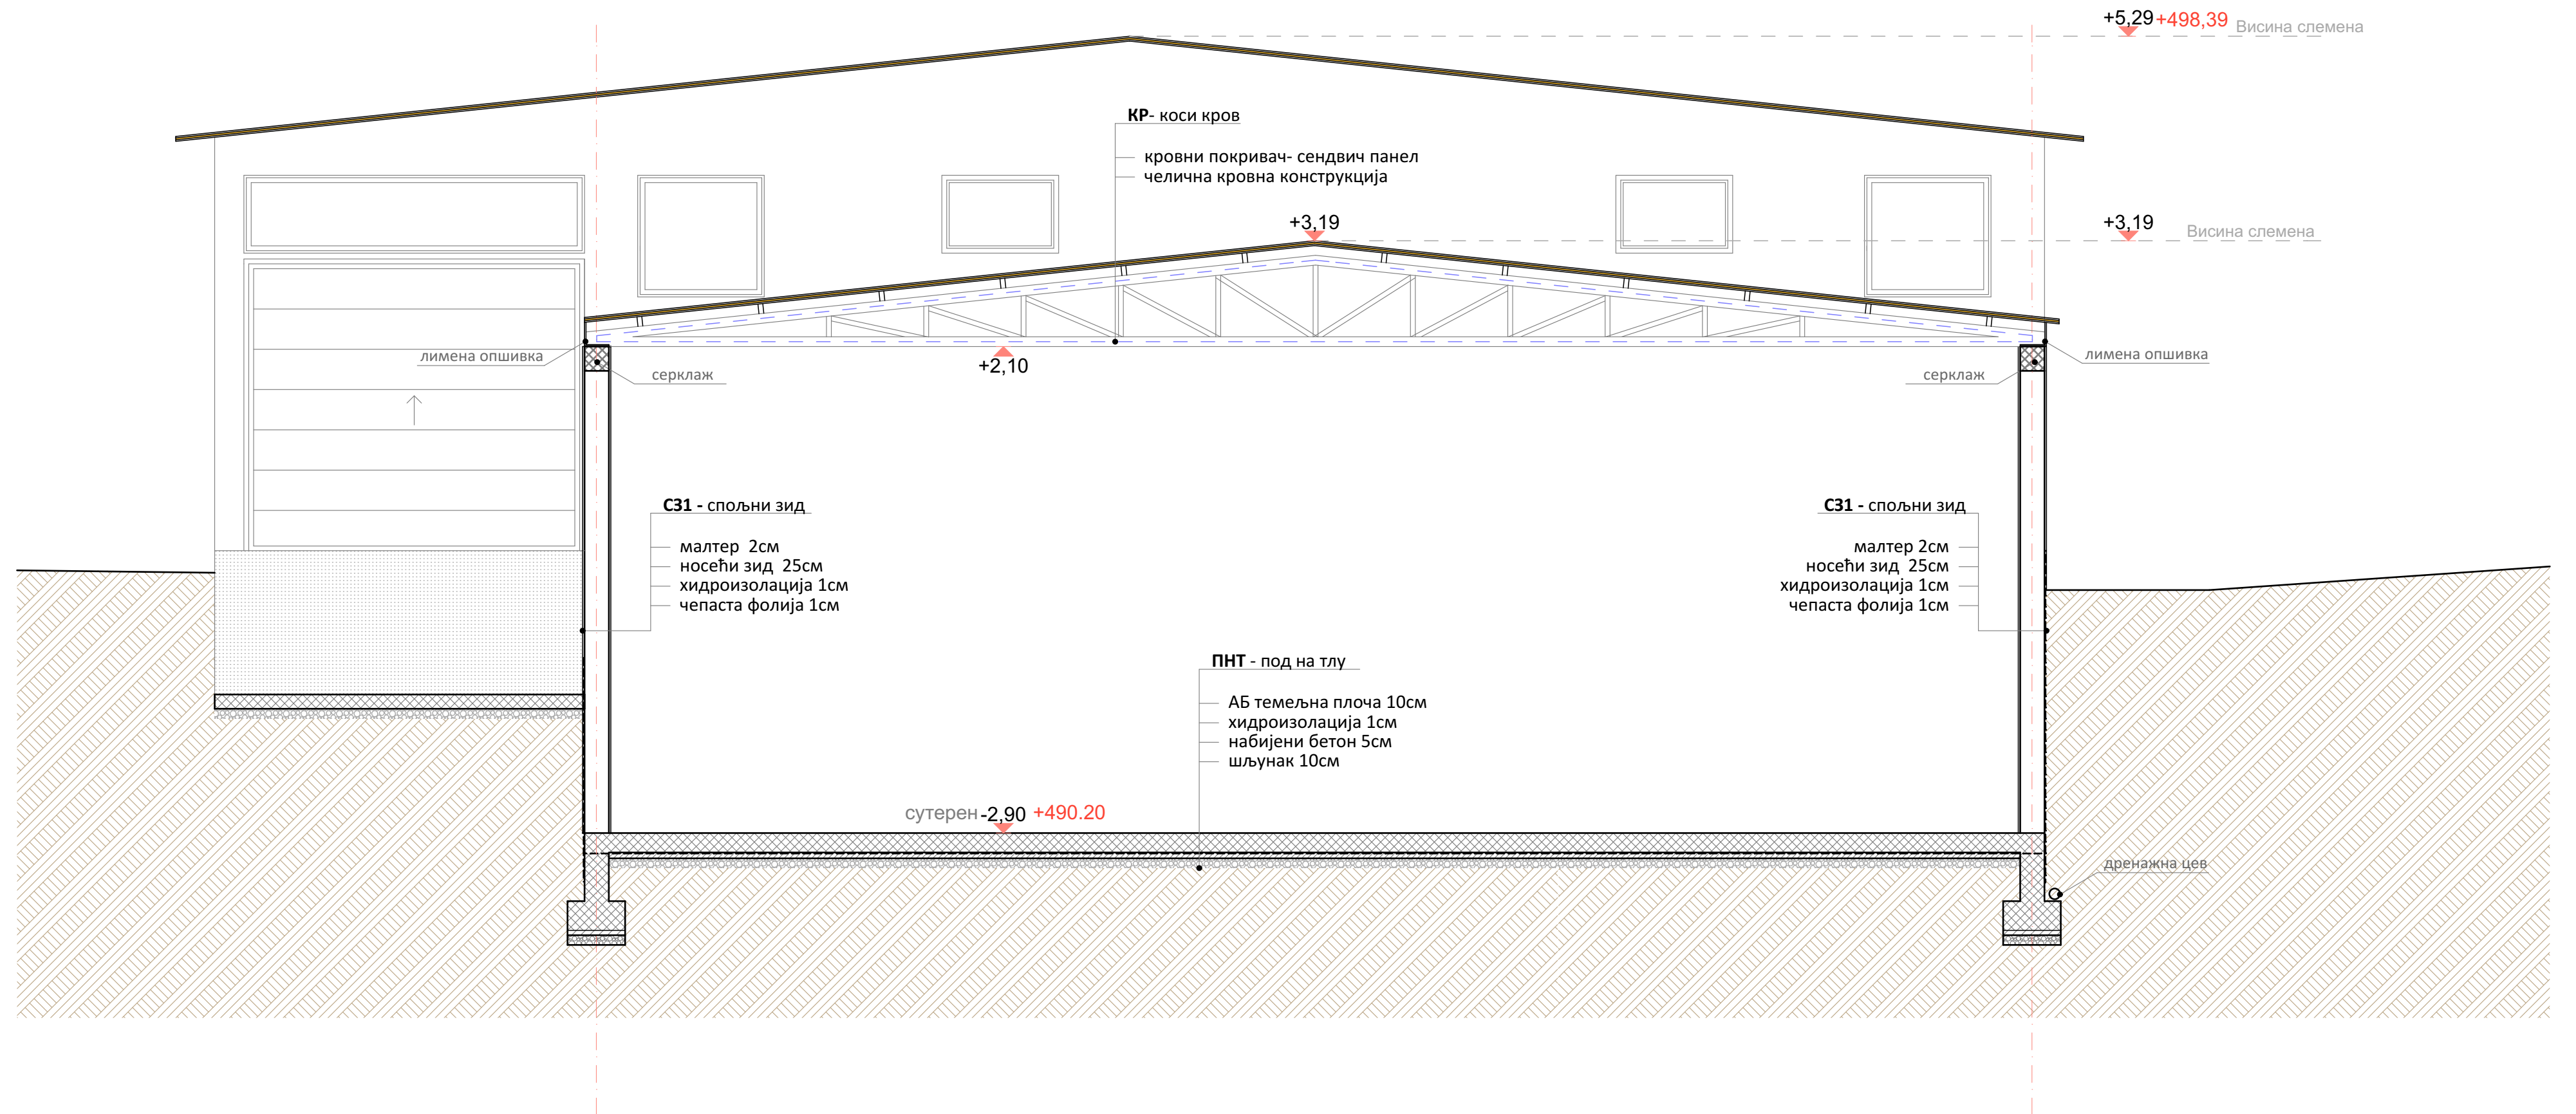 +5,29 +498,39 Висина слемена
КР- коси кров
кровни покривач- сендвич панел
челична кровна конструкција
+3,19
+3,19 Висина слемена
лимена опшивка
+2,10
серклаж
лимена опшивка
серклаж
СЗ1 - спољни зид
малтер 2см
носећи зид 25см
хидроизолација 1см
чепаста фолија 1см
СЗ1 - спољни зид
малтер 2см
носећи зид 25см
хидроизолација 1см
чепаста фолија 1см
ПНТ - под на тлу
АБ темељна плоча 10см
хидроизолација 1см
набијени бетон 5см
шљунак 10см
сутерен -2,90 +490.20
дренажна цев